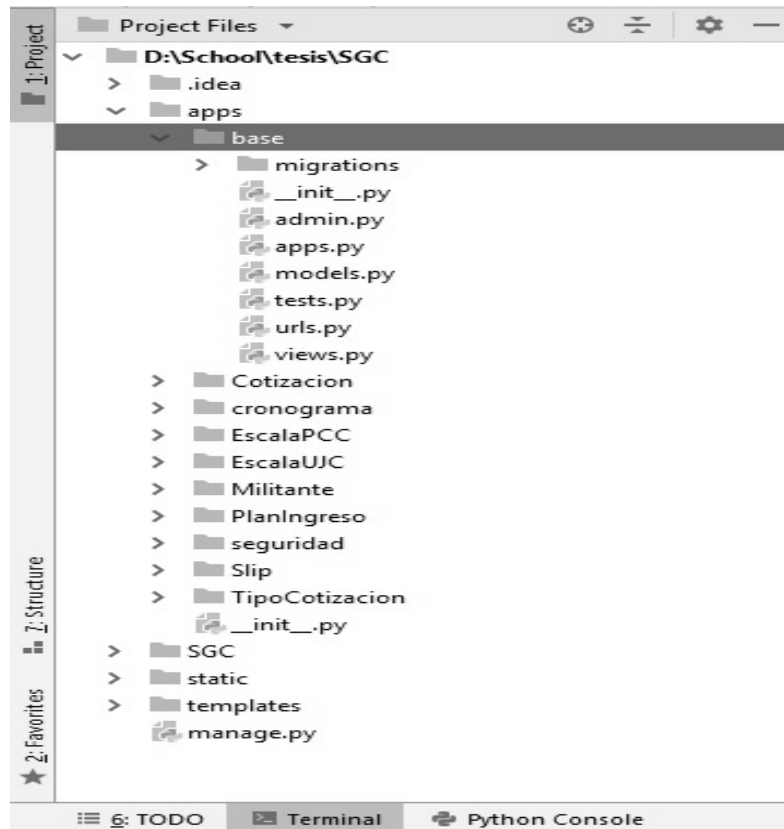 1: Project
Project Files
D:\School\tesis\SGC
.idea
apps
base
migrations
__init__.py
admin.py
apps.py
models.py
tests.py
urls.py
views.py
Cotizacion
cronograma
EscalaPCC
EscalaUJC
Militante
PlanIngreso
seguridad
Slip
TipoCotizacion
__init__.py
SGC
static
templates
manage.py
7: Structure
2: Favorites
6: TODO
Terminal
Python Console